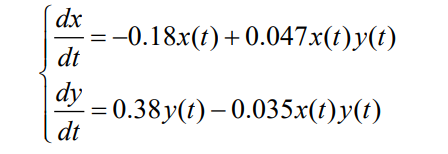 dx/dt = −0.18x(t) + 0.047x(t)y(t)
dy/dt = 0.38y(t) − 0.035x(t)y(t)